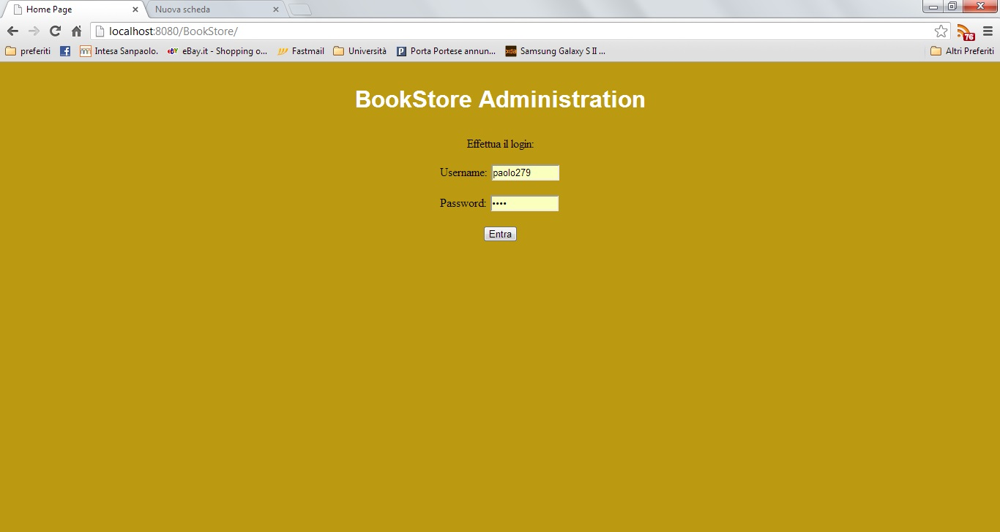 Home Page Nuova scheda
localhost:8080/BookStore/ 76
preferiti Intesa Sanpaolo. eBay.it - Shopping o... Fastmail Università Porta Portese annun... xda Samsung Galaxy S II ... Altri Preferiti
BookStore Administration
Effettua il login:
Username: paolo279
Password: ••••
Entra